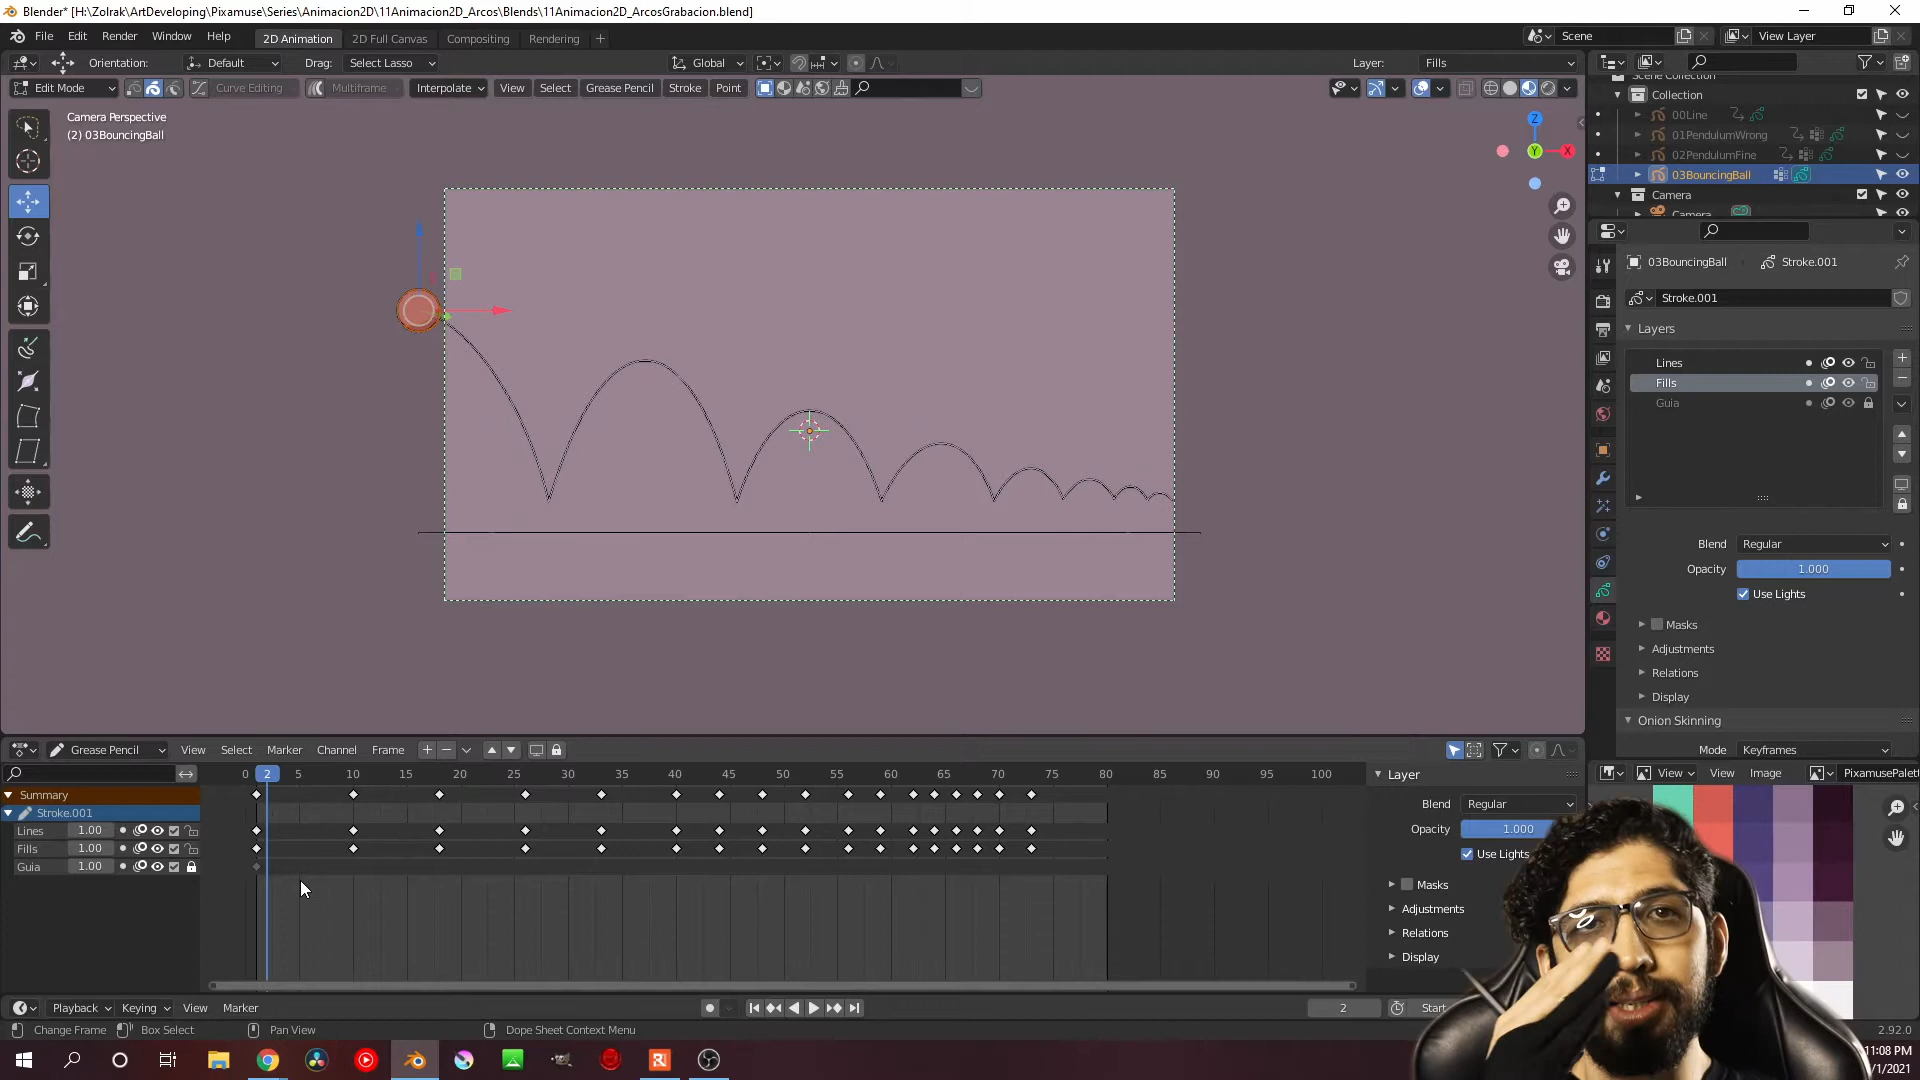 Blender* [H:\Zolrak\ArtDeveloping\Pixamuse\Series\Animacion2D\11Animacion2D_Arcos\Blends\11Animacion2D_ArcosGrabacion.blend]
File Edit Render Window Help 2D Animation 2D Full Canvas Compositing Rendering + Scene View Layer
Orientation: Default Drag: Select Lasso Global Layer: Fills
Edit Mode Curve Editing Multiframe Interpolate View Select Grease Pencil Stroke Point
Camera Perspective
(2) 03BouncingBall
Z
Y
X
Scene Collection
Collection
00Line
01PendulumWrong
02PendulumFine
03BouncingBall
Camera
Camera
03BouncingBall Stroke.001
Stroke.001
Layers
Lines
Fills
Guia
Blend Regular
Opacity 1.000
Use Lights
Masks
Adjustments
Relations
Display
Onion Skinning
Mode Keyframes
Grease Pencil View Select Marker Channel Frame
0 2 5 10 15 20 25 30 35 40 45 50 55 60 65 70 75 80 85 90 95 100
Summary
Stroke.001
Lines 1.00
Fills 1.00
Guia 1.00
Layer
Blend Regular
Opacity 1.000
Use Lights
Masks
Adjustments
Relations
Display
View View Image PixamusePalett
Playback Keying View Marker 2 Start
Change Frame Box Select Pan View Dope Sheet Context Menu 2.92.0
11:08 PM
/1/2021